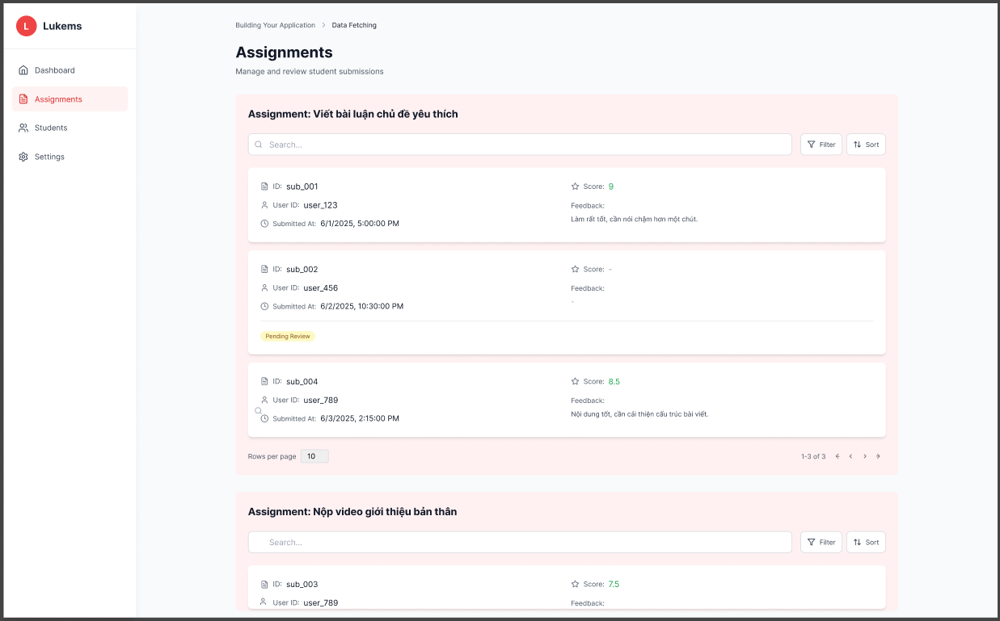 L Lukems
Dashboard
Assignments
Students
Settings
Building Your Application > Data Fetching
Assignments
Manage and review student submissions
Assignment: Viết bài luận chủ đề yêu thích
Search...
Filter
Sort
ID: sub_001
User ID: user_123
Submitted At: 6/1/2025, 5:00:00 PM
Score: 9
Feedback:
Làm rất tốt, cần nói chậm hơn một chút.
ID: sub_002
User ID: user_456
Submitted At: 6/2/2025, 10:30:00 PM
Score: -
Feedback:
-
Pending Review
ID: sub_004
User ID: user_789
Submitted At: 6/3/2025, 2:15:00 PM
Score: 8.5
Feedback:
Nội dung tốt, cần cải thiện cấu trúc bài viết.
Rows per page 10
1-3 of 3
Assignment: Nộp video giới thiệu bản thân
Search...
Filter
Sort
ID: sub_003
User ID: user_789
Score: 7.5
Feedback: